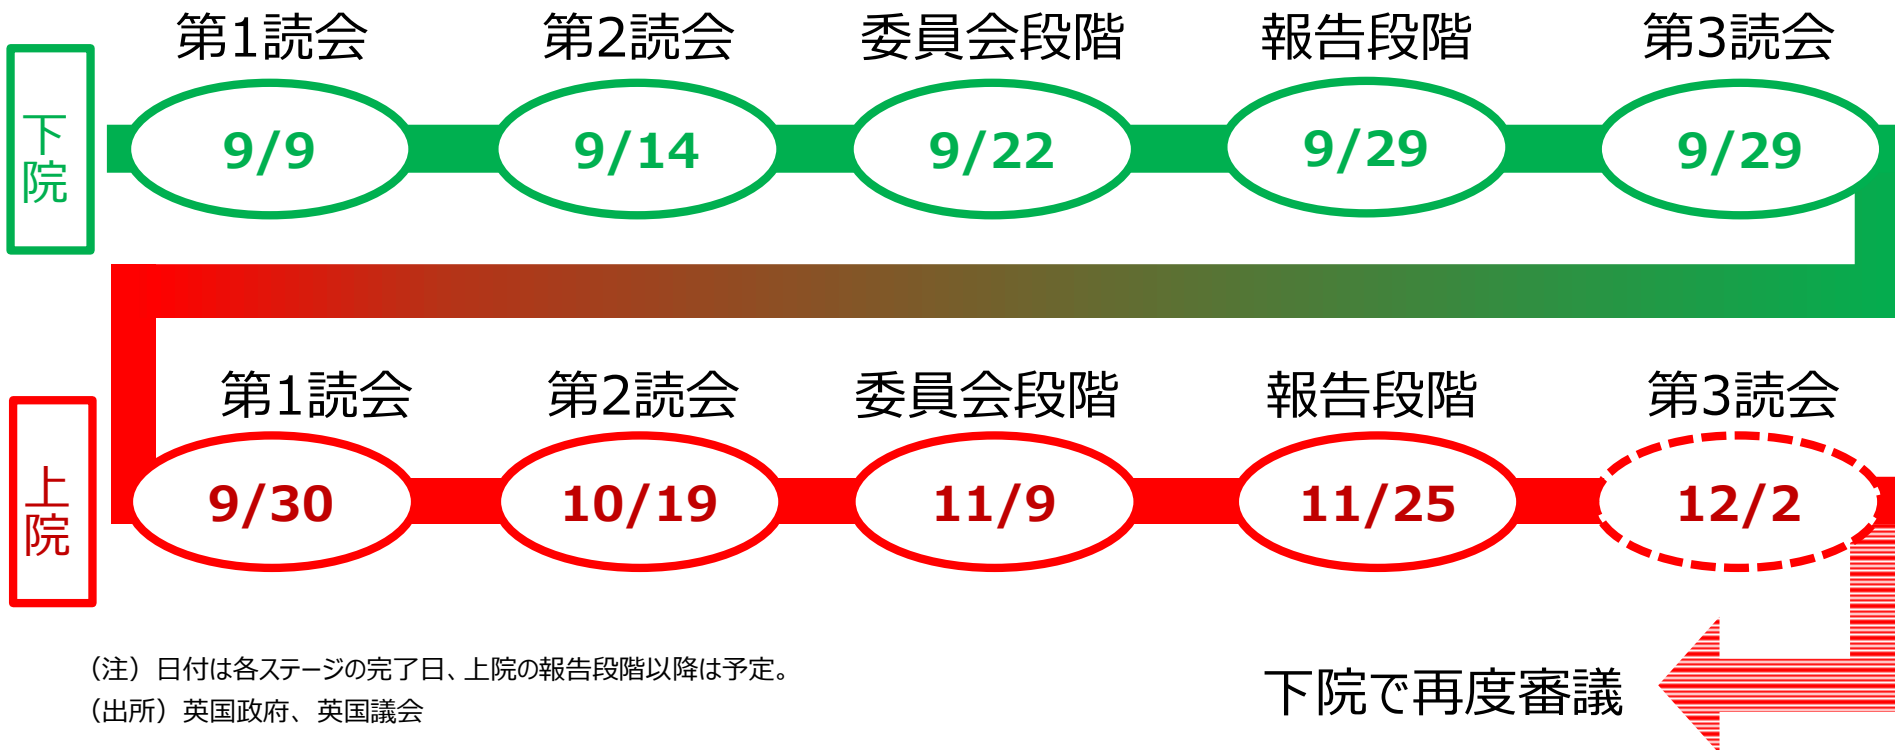 第1読会 第2読会 委員会段階 報告段階 第3読会
下院
9/9 9/14 9/22 9/29 9/29
第1読会 第2読会 委員会段階 報告段階 第3読会
上院
9/30 10/19 11/9 11/25 12/2
（注）日付は各ステージの完了日、上院の報告段階以降は予定。
（出所）英国政府、英国議会
下院で再度審議